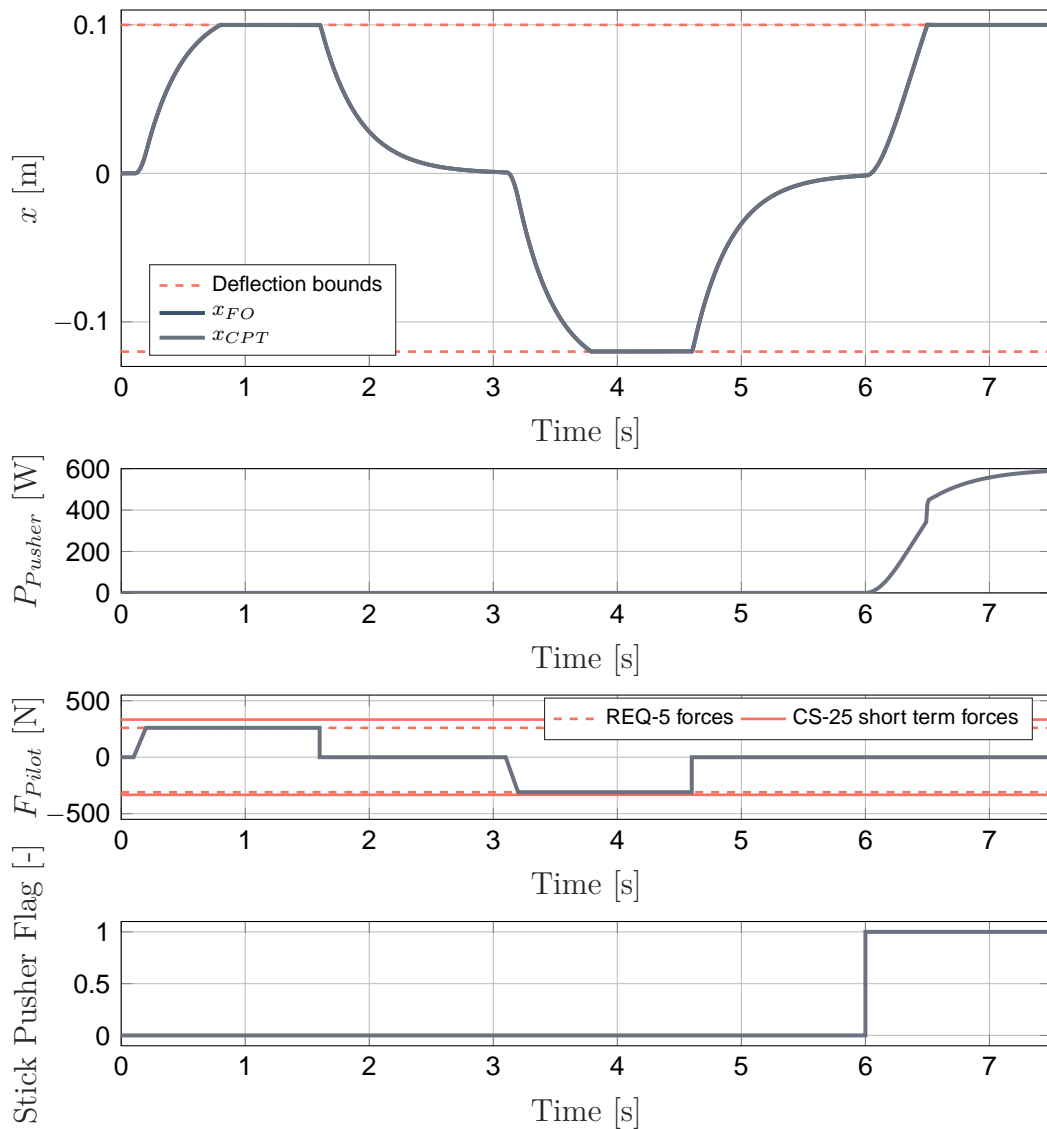 0.1
0
−0.1
x [m]
Deflection bounds
x_FO
x_CPT
0 1 2 3 4 5 6 7
Time [s]
600
400
200
0
P_Pusher [W]
0 1 2 3 4 5 6 7
Time [s]
500
0
−500
F_Pilot [N]
REQ-5 forces CS-25 short term forces
0 1 2 3 4 5 6 7
Time [s]
1
0.5
0
Stick Pusher Flag [-]
0 1 2 3 4 5 6 7
Time [s]